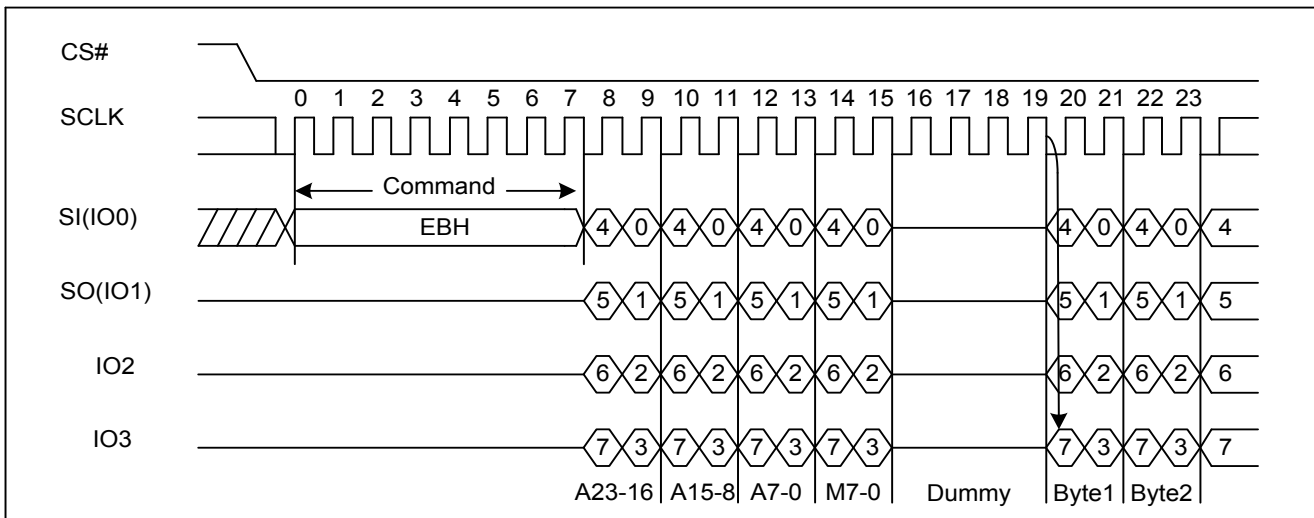 CS#
0 1 2 3 4 5 6 7 8 9 10 11 12 13 14 15 16 17 18 19 20 21 22 23
SCLK
Command
SI(IO0) EBH 4 0 4 0 4 0 4 0 4 0 4 0 4
SO(IO1) 5 1 5 1 5 1 5 1 5 1 5 1 5
IO2 6 2 6 2 6 2 6 2 6 2 6 2 6
IO3 7 3 7 3 7 3 7 3 7 3 7 3 7
A23-16 A15-8 A7-0 M7-0 Dummy Byte1 Byte2